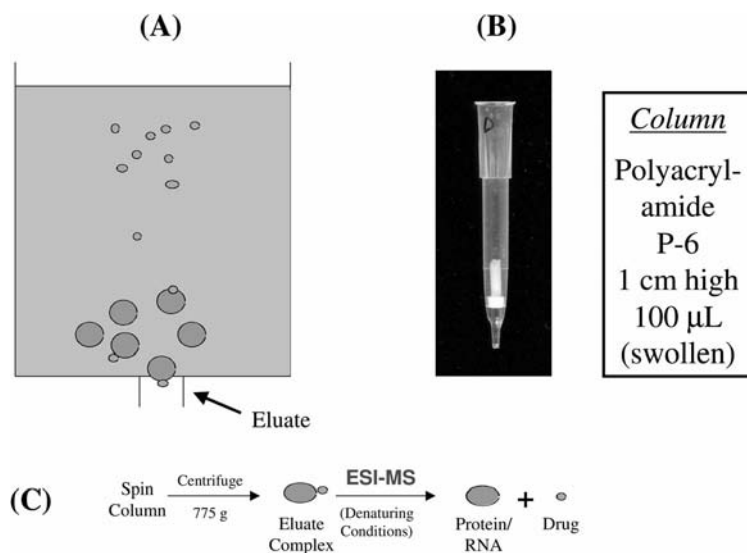 (A)
(B)
Eluate
Column
Polyacryl-
amide
P-6
1 cm high
100 μL
(swollen)
(C)
Spin
Column
Centrifuge
775 g
Eluate
Complex
ESI-MS
(Denaturing
Conditions)
Protein/
RNA
+
Drug